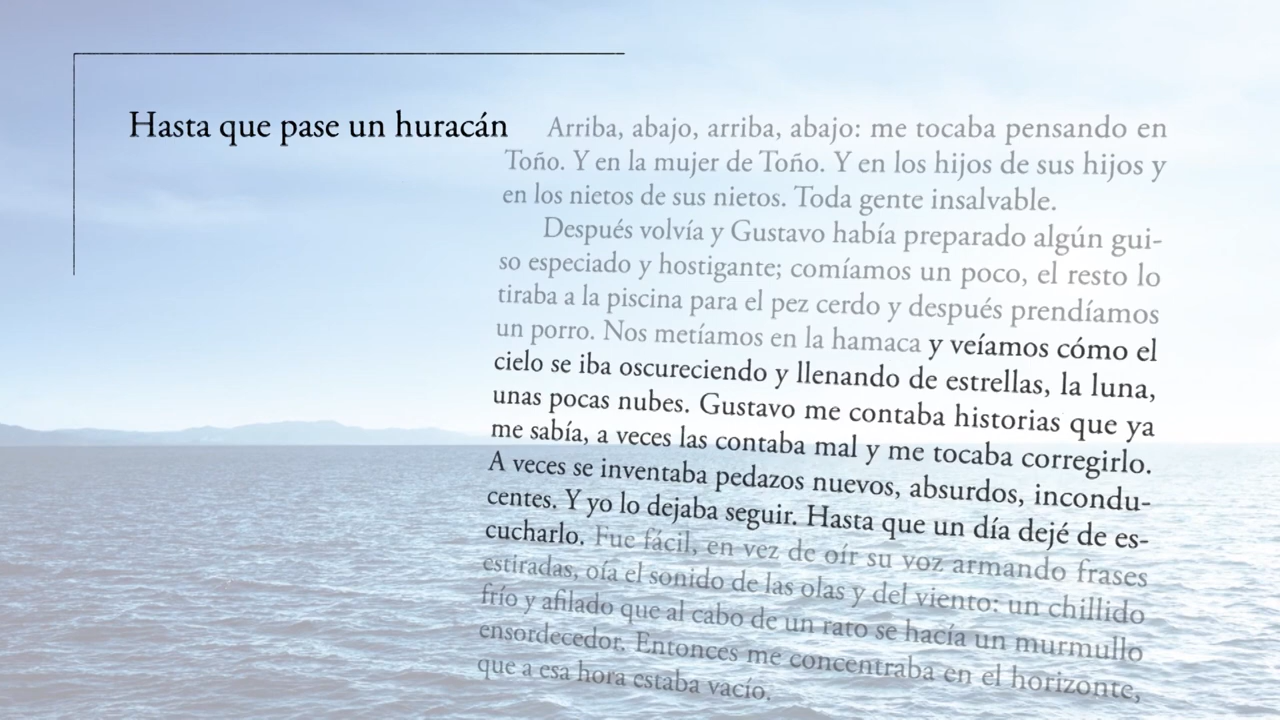 Hasta que pase un huracán
Arriba, abajo, arriba, abajo: me tocaba pensando en
Toño. Y en la mujer de Toño. Y en los hijos de sus hijos y
en los nietos de sus nietos. Toda gente insalvable.
Después volvía y Gustavo había preparado algún gui-
so especiado y hostigante; comíamos un poco, el resto lo
tiraba a la piscina para el pez cerdo y después prendíamos
un porro. Nos metíamos en la hamaca y veíamos cómo el
cielo se iba oscureciendo y llenando de estrellas, la luna,
unas pocas nubes. Gustavo me contaba historias que ya
me sabía, a veces las contaba mal y me tocaba corregirlo.
A veces se inventaba pedazos nuevos, absurdos, incondu-
centes. Y yo lo dejaba seguir. Hasta que un día dejé de es-
cucharlo. Fue fácil, en vez de oír su voz armando frases
estiradas, oía el sonido de las olas y del viento: un chillido
frío y afilado que al cabo de un rato se hacía un murmullo
ensordecedor. Entonces me concentraba en el horizonte,
que a esa hora estaba vacío.